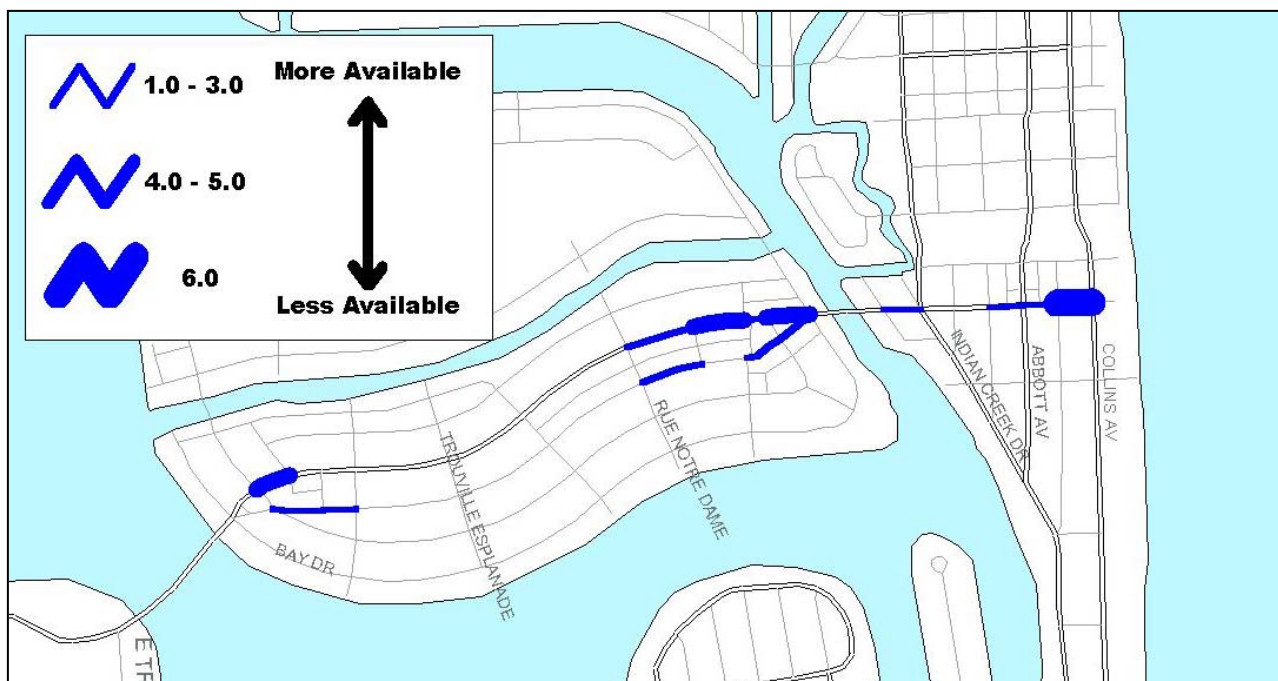 More Available
1.0 - 3.0
4.0 - 5.0
6.0
Less Available
INDIAN CREEK DR
ABBOTT AV
COLLINS AV
RUE NOTRE DAME
TROUVILLE ESPLANADE
BAY DR
E TR